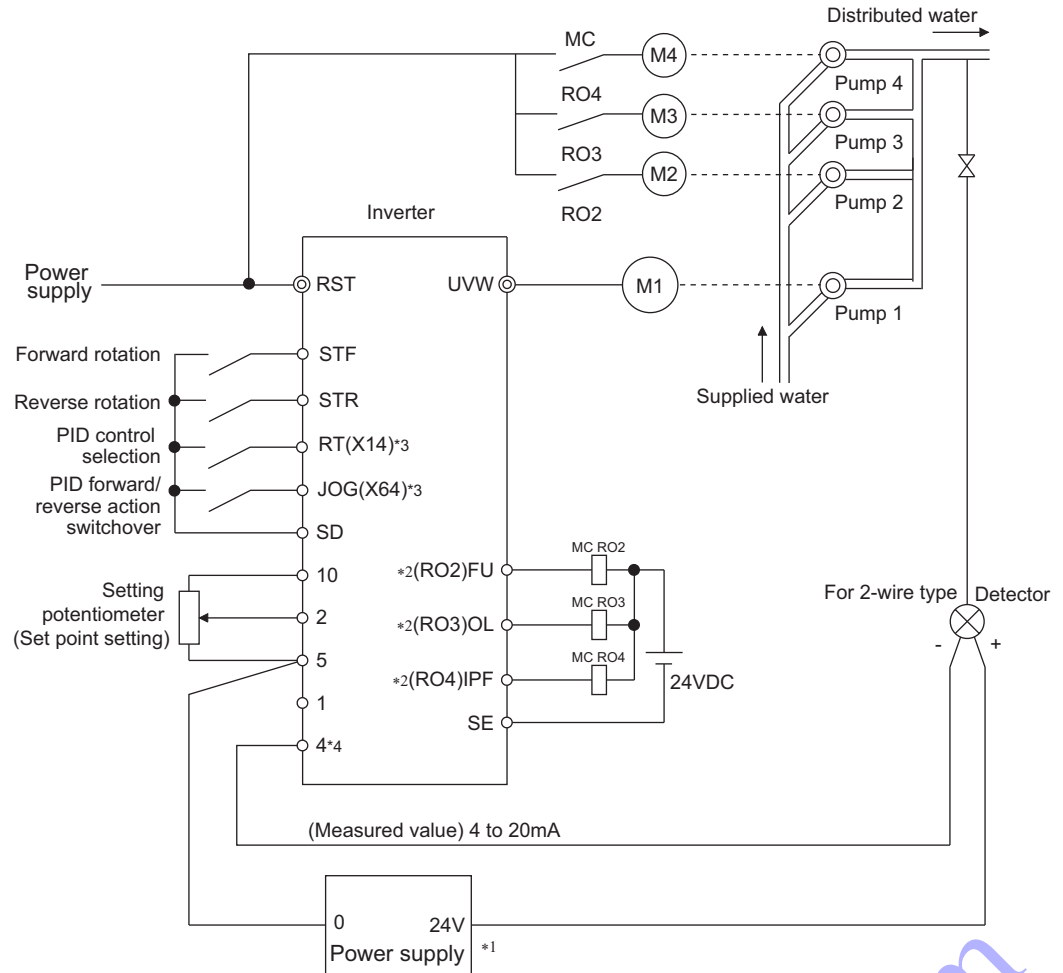 Distributed water
MC
M4
Pump 4
RO4
M3
Pump 3
RO3
M2
Pump 2
RO2
Inverter
Power
supply
RST
UVW
M1
Pump 1
Forward rotation
STF
Supplied water
Reverse rotation
STR
PID control
selection
RT(X14)*3
PID forward/
reverse action
switchover
JOG(X64)*3
SD
MC RO2
*2(RO2)FU
10
Setting
potentiometer
(Set point setting)
2
MC RO3
*2(RO3)OL
For 2-wire type
Detector
- +
5
MC RO4
*2(RO4)IPF
24VDC
1
SE
4*4
(Measured value) 4 to 20mA
0 24V
Power supply *1